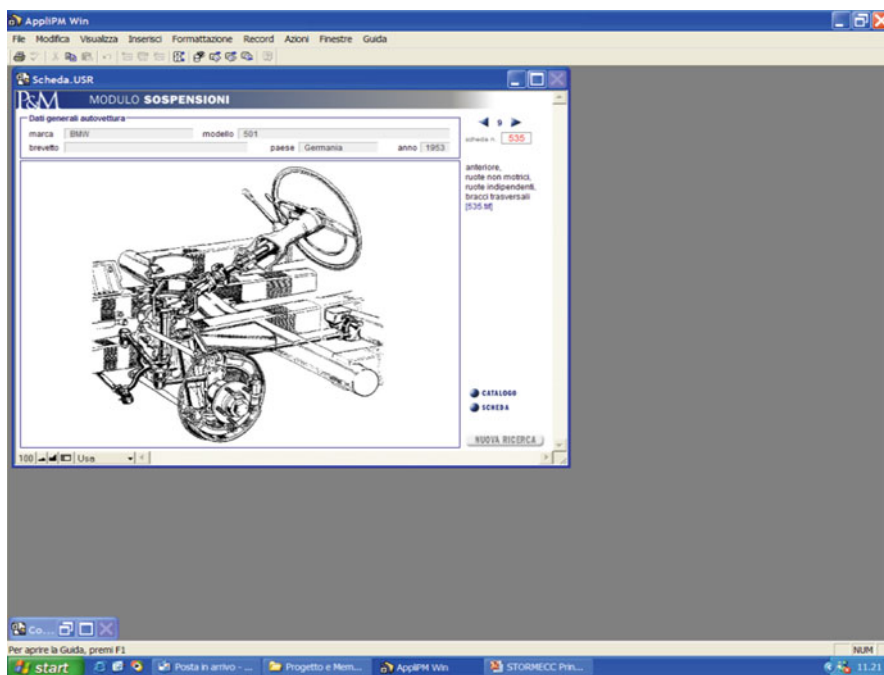 AppliPM Win
File Modifica Visualizza Inserisci Formattazione Record Azioni Finestre Guida
Scheda.USR
P&M MODULO SOSPENSIONI
Dati generali autovettura
marca BMW modello 501
brevetto paese Germania anno 1953
9
scheda n. 535
anteriore,
ruote non motrici,
ruote indipendenti,
bracci trasversali
[535.tif]
CATALOGO
SCHEDA
NUOVA RICERCA
100 Usa
Co...
Per aprire la Guida, premi F1 NUM
start Posta in arrivo - ... Progetto e Mem... AppliPM Win STORMECC Prin... 11.21